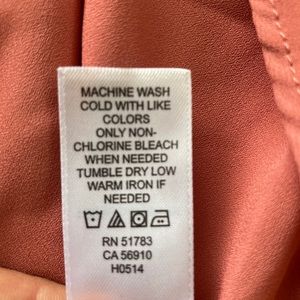 MACHINE WASH
COLD WITH LIKE
COLORS
ONLY NON-
CHLORINE BLEACH
WHEN NEEDED
TUMBLE DRY LOW
WARM IRON IF
NEEDED
RN 51783
CA 56910
H0514